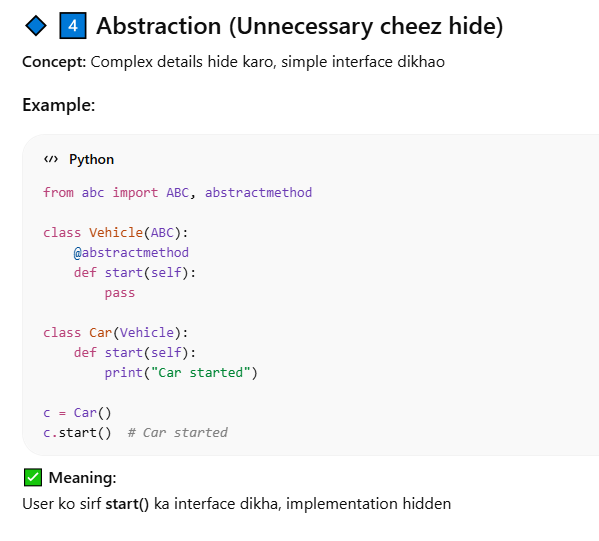 4 Abstraction (Unnecessary cheez hide)
Concept: Complex details hide karo, simple interface dikhao
Example:
</> Python
from abc import ABC, abstractmethod
class Vehicle(ABC):
    @abstractmethod
    def start(self):
        pass
class Car(Vehicle):
    def start(self):
        print("Car started")
c = Car()
c.start()  # Car started
✅ Meaning:
User ko sirf start() ka interface dikha, implementation hidden